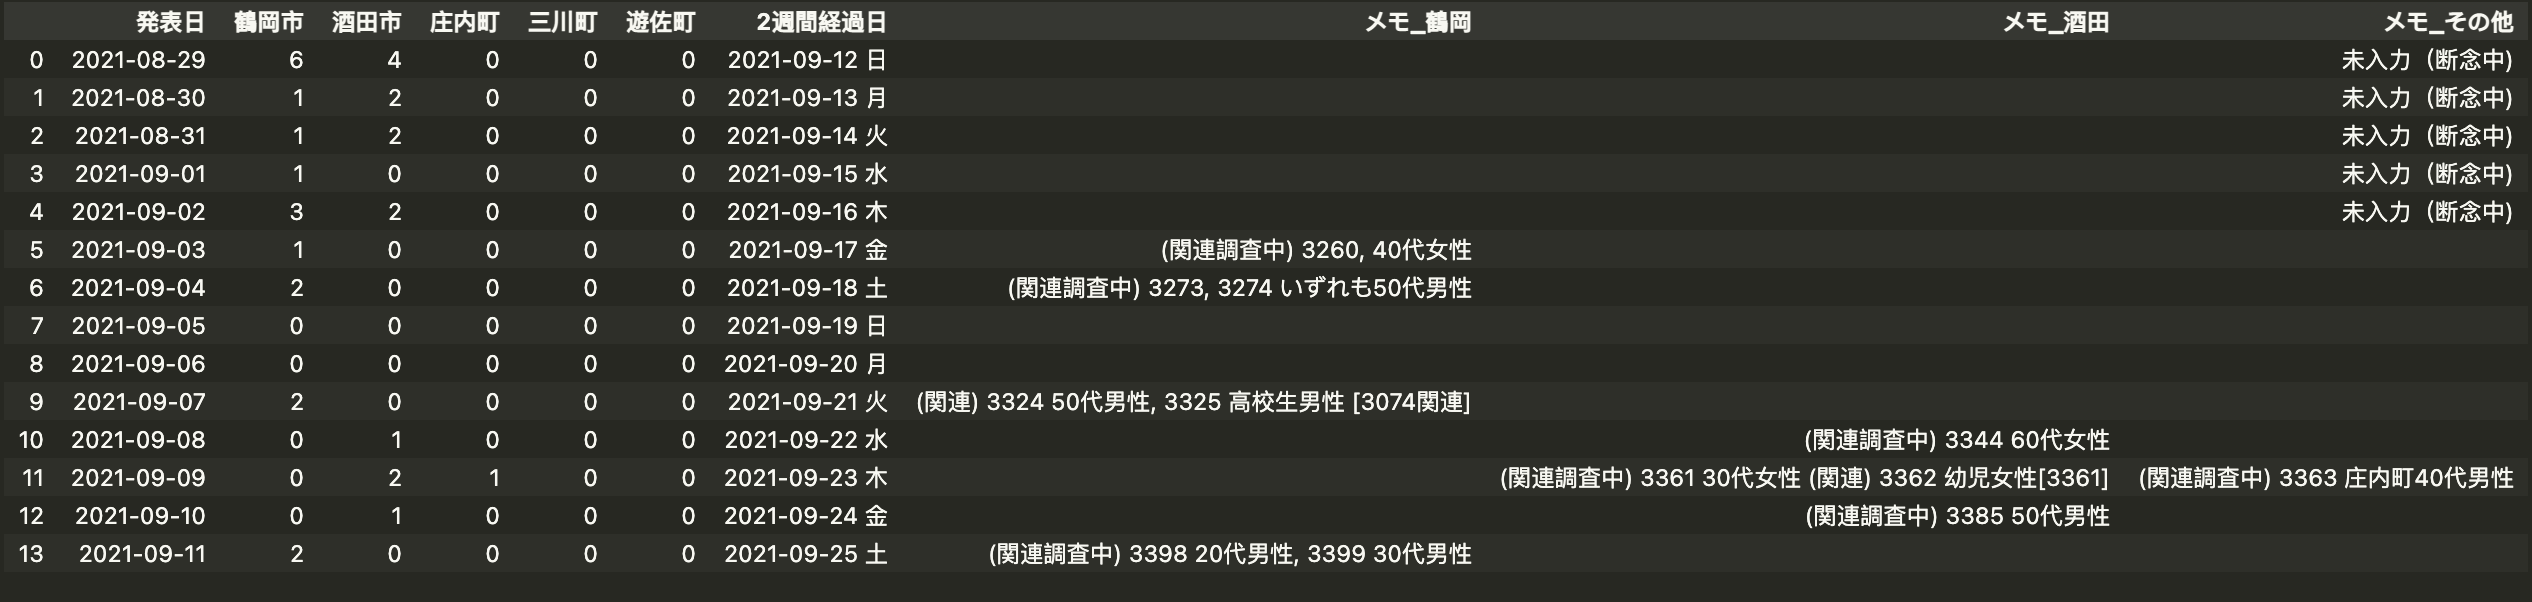 発表日 鶴岡市 酒田市 庄内町 三川町 遊佐町 2週間経過日 メモ_鶴岡 メモ_酒田 メモ_その他
0 2021-08-29 6 4 0 0 0 2021-09-12 日 未入力（断念中)
1 2021-08-30 1 2 0 0 0 2021-09-13 月 未入力（断念中)
2 2021-08-31 1 2 0 0 0 2021-09-14 火 未入力（断念中)
3 2021-09-01 1 0 0 0 0 2021-09-15 水 未入力（断念中)
4 2021-09-02 3 2 0 0 0 2021-09-16 木 未入力（断念中)
5 2021-09-03 1 0 0 0 0 2021-09-17 金 (関連調査中) 3260, 40代女性
6 2021-09-04 2 0 0 0 0 2021-09-18 土 (関連調査中) 3273, 3274 いずれも50代男性
7 2021-09-05 0 0 0 0 0 2021-09-19 日
8 2021-09-06 0 0 0 0 0 2021-09-20 月
9 2021-09-07 2 0 0 0 0 2021-09-21 火 (関連) 3324 50代男性, 3325 高校生男性 [3074関連]
10 2021-09-08 0 1 0 0 0 2021-09-22 水 (関連調査中) 3344 60代女性
11 2021-09-09 0 2 1 0 0 2021-09-23 木 (関連調査中) 3361 30代女性 (関連) 3362 幼児女性[3361] (関連調査中) 3363 庄内町40代男性
12 2021-09-10 0 1 0 0 0 2021-09-24 金 (関連調査中) 3385 50代男性
13 2021-09-11 2 0 0 0 0 2021-09-25 土 (関連調査中) 3398 20代男性, 3399 30代男性